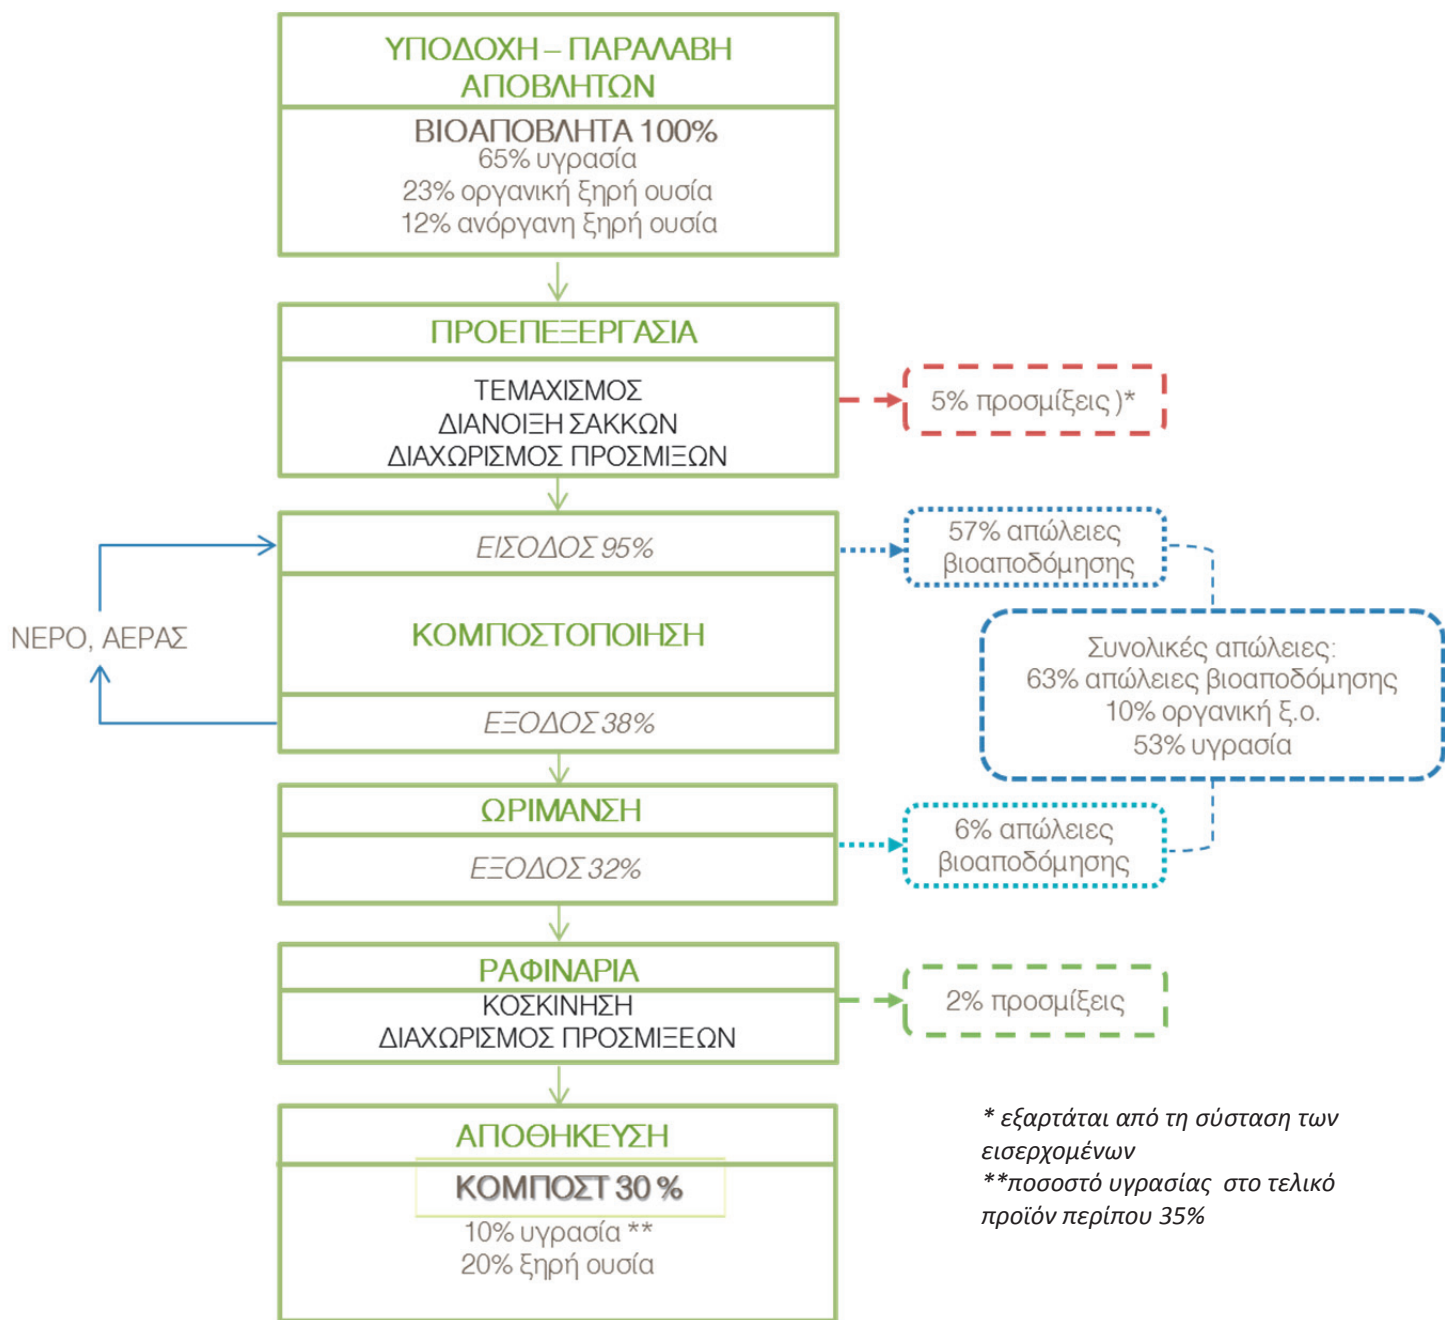 ΥΠΟΔΟΧΗ – ΠΑΡΑΛΑΒΗ
ΑΠΟΒΛΗΤΩΝ
ΒΙΟΑΠΟΒΛΗΤΑ 100%
65% υγρασία
23% οργανική ξηρή ουσία
12% ανόργανη ξηρή ουσία
ΠΡΟΕΠΕΞΕΡΓΑΣΙΑ
ΤΕΜΑΧΙΣΜΟΣ
ΔΙΑΝΟΙΞΗ ΣΑΚΚΩΝ
ΔΙΑΧΩΡΙΣΜΟΣ ΠΡΟΣΜΙΞΩΝ
5% προσμίξεις )*
ΕΙΣΟΔΟΣ 95%
57% απώλειες
βιοαποδόμησης
ΝΕΡΟ, ΑΕΡΑΣ
ΚΟΜΠΟΣΤΟΠΟΙΗΣΗ
Συνολικές απώλειες:
63% απώλειες βιοαποδόμησης
10% οργανική ξ.ο.
53% υγρασία
ΕΞΟΔΟΣ 38%
ΩΡΙΜΑΝΣΗ
ΕΞΟΔΟΣ 32%
6% απώλειες
βιοαποδόμησης
ΡΑΦΙΝΑΡΙΑ
ΚΟΣΚΙΝΗΣΗ
ΔΙΑΧΩΡΙΣΜΟΣ ΠΡΟΣΜΙΞΕΩΝ
2% προσμίξεις
ΑΠΟΘΗΚΕΥΣΗ
ΚΟΜΠΟΣΤ 30 %
10% υγρασία **
20% ξηρή ουσία
* εξαρτάται από τη σύσταση των
εισερχομένων
**ποσοστό υγρασίας στο τελικό
προϊόν περίπου 35%